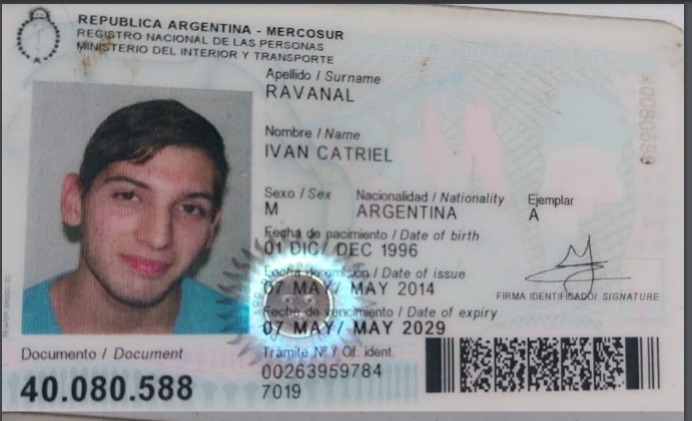 REPUBLICA ARGENTINA - MERCOSUR
REGISTRO NACIONAL DE LAS PERSONAS
MINISTERIO DEL INTERIOR Y TRANSPORTE
Apellido / Surname
RAVANAL
Nombre / Name
IVAN CATRIEL
Sexo / Sex Nacionalidad / Nationality Ejemplar
M ARGENTINA A
Fecha de nacimiento / Date of birth
01 DIC/ DEC 1996
Fecha de emisión / Date of issue
07 MAY/ MAY 2014
FIRMA IDENTIFICADO/ SIGNATURE
Fecha de vencimiento / Date of expiry
07 MAY/ MAY 2029
Documento / Document
40.080.588
Trámite Nº / Of. ident.
00263959784
7019